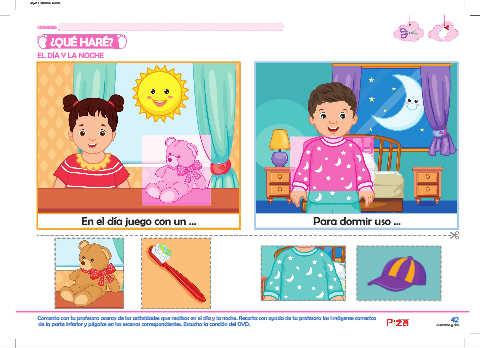 ¿QUÉ HARÉ?
EL DÍA Y LA NOCHE
En el día juego con un ...
Para dormir uso ...
Comenta con tu profesora acerca de las actividades que realizas en el día y la noche. Recorta con ayuda de tu profesora las imágenes correctas
de la parte inferior y pégalas en las escenas correspondientes. Escucha la canción del DVD.
42